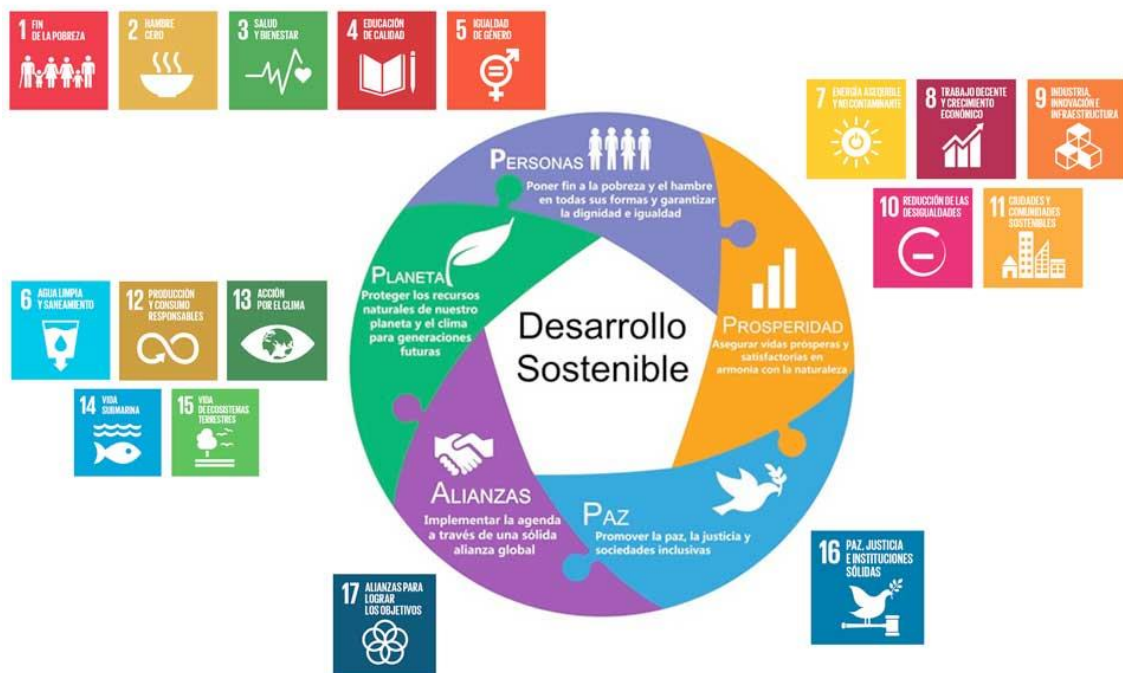 1 FIN
DE LA POBREZA
2 HAMBRE
CERO
3 SALUD
Y BIENESTAR
4 EDUCACIÓN
DE CALIDAD
5 IGUALDAD
DE GÉNERO
7 ENERGÍA ASEQUIBLE
Y NO CONTAMINANTE
8 TRABAJO DECENTE
Y CRECIMIENTO
ECONÓMICO
9 INDUSTRIA,
INNOVACIÓN E
INFRAESTRUCTURA
10 REDUCCIÓN DE LAS
DESIGUALDADES
11 CIUDADES Y
COMUNIDADES
SOSTENIBLES
PERSONAS
Poner fin a la pobreza y el hambre
en todas sus formas y garantizar
la dignidad e igualdad
PLANETA
Proteger los recursos
naturales de nuestro
planeta y el clima
para generaciones
futuras
Desarrollo
Sostenible
PROSPERIDAD
Asegurar vidas prósperas y
satisfactorias en
armonía con la naturaleza
6 AGUA LIMPIA
Y SANEAMIENTO
12 PRODUCCIÓN
Y CONSUMO
RESPONSABLES
13 ACCIÓN
POR EL CLIMA
14 VIDA
SUBMARINA
15 VIDA
DE ECOSISTEMAS
TERRESTRES
ALIANZAS
Implementar la agenda
a través de una sólida
alianza global
PAZ
Promover la paz, la justicia y
sociedades inclusivas
16 PAZ, JUSTICIA
E INSTITUCIONES
SÓLIDAS
17 ALIANZAS PARA
LOGRAR
LOS OBJETIVOS